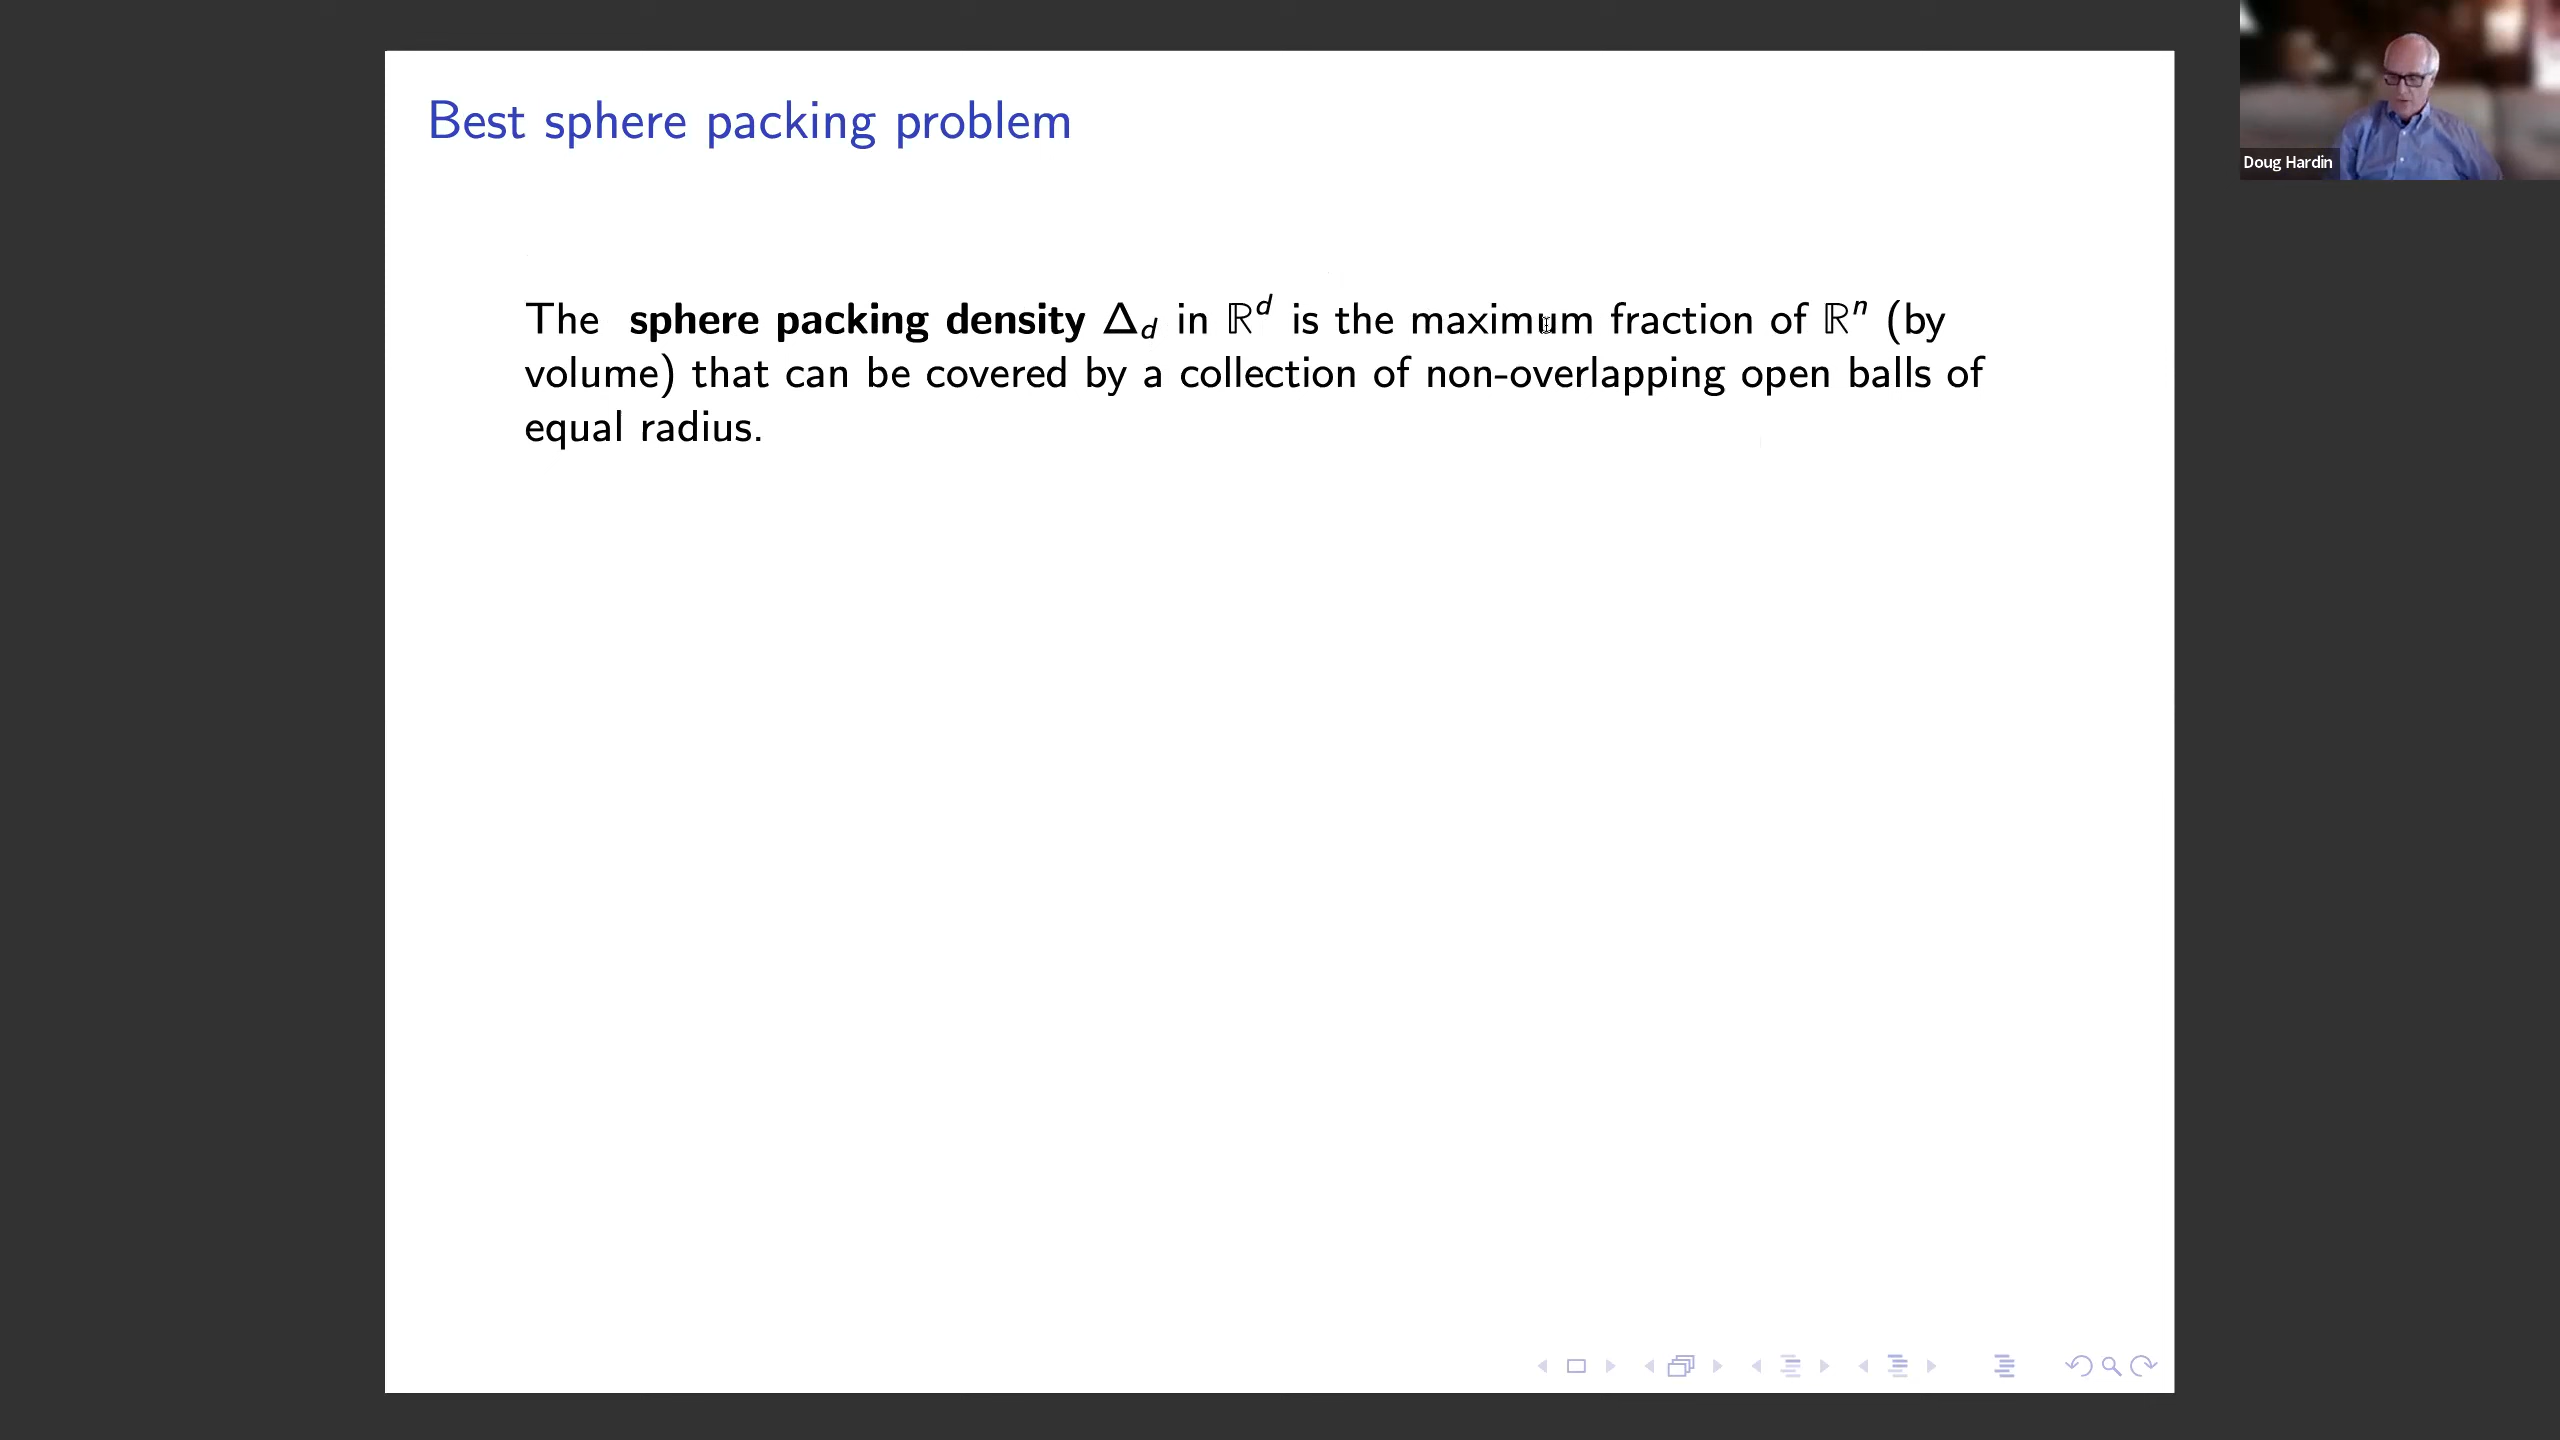 Best sphere packing problem
The sphere packing density Δ_d in ℝ^d is the maximum fraction of ℝ^n (by
volume) that can be covered by a collection of non-overlapping open balls of
equal radius.
Doug Hardin